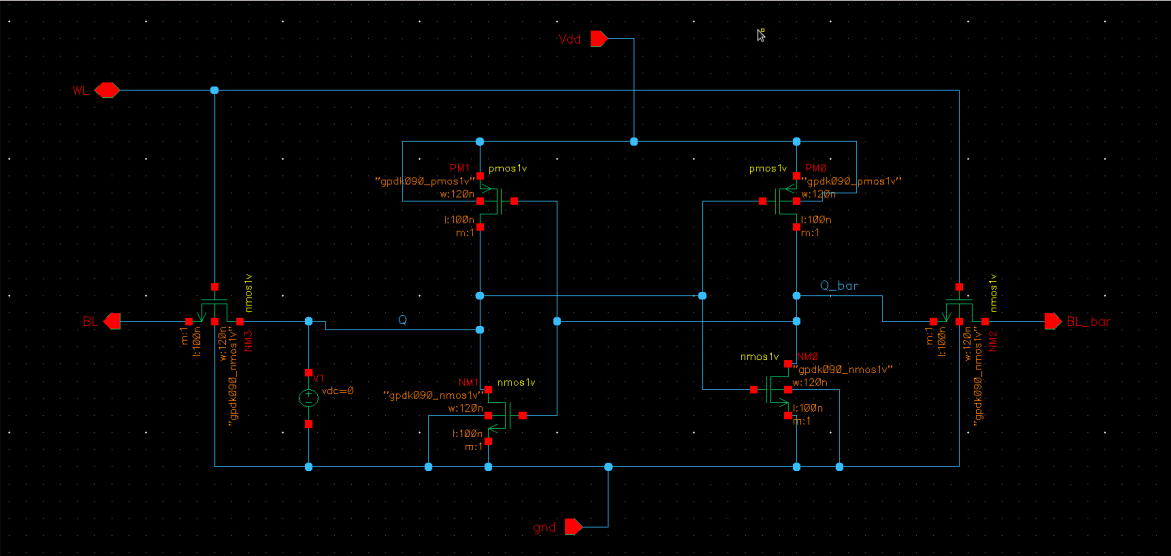 Vdd
WL
PM1
pmos1v
"gpdk090_pmos1v"
w:120n
l:100n
m:1
pmos1v
PM0
"gpdk090_pmos1v"
w:120n
l:100n
m:1
BL
m:1
l:100n
w:120n
"gpdk090_nmos1v"
nmos1v
NM3
Q
V1
vdc=0
NM1
nmos1v
"gpdk090_nmos1v"
w:120n
l:100n
m:1
Q_bar
nmos1v
NM0
"gpdk090_nmos1v"
w:120n
l:100n
m:1
m:1
l:100n
w:120n
"gpdk090_nmos1v"
nmos1v
NM2
BL_bar
gnd